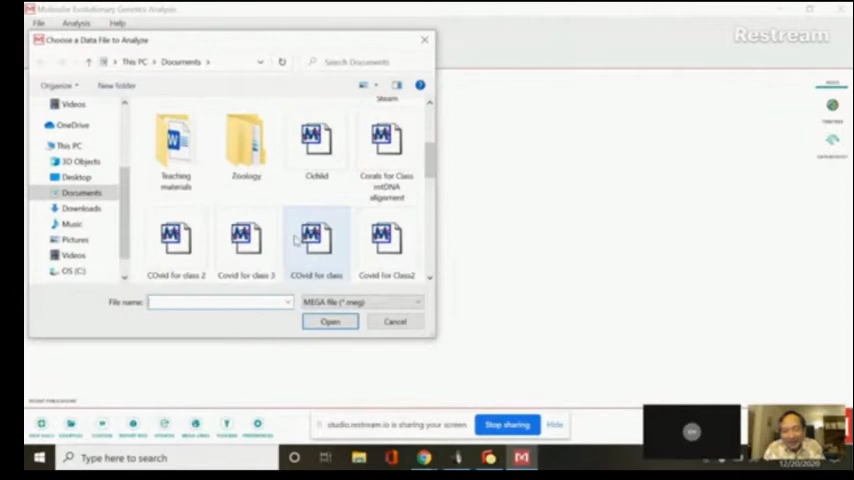 Molecular Evolutionary Genetics Analysis
File Analysis Help
Restream
Choose a Data File to Analyze
This PC > Documents >
Search Documents
Organize
New folder
Steam
Videos
OneDrive
This PC
3D Objects
Desktop
Documents
Downloads
Music
Pictures
Videos
OS (C:)
Teaching materials
Zoology
Cichlid
Corals for Class mtDNA alignment
COvid for class 2
Covid for class 3
COvid for class
Covid for Class2
File name:
MEGA file (*.meg)
Open
Cancel
studio.restream.io is sharing your screen
Stop sharing
Hide
Type here to search
12/20/2020